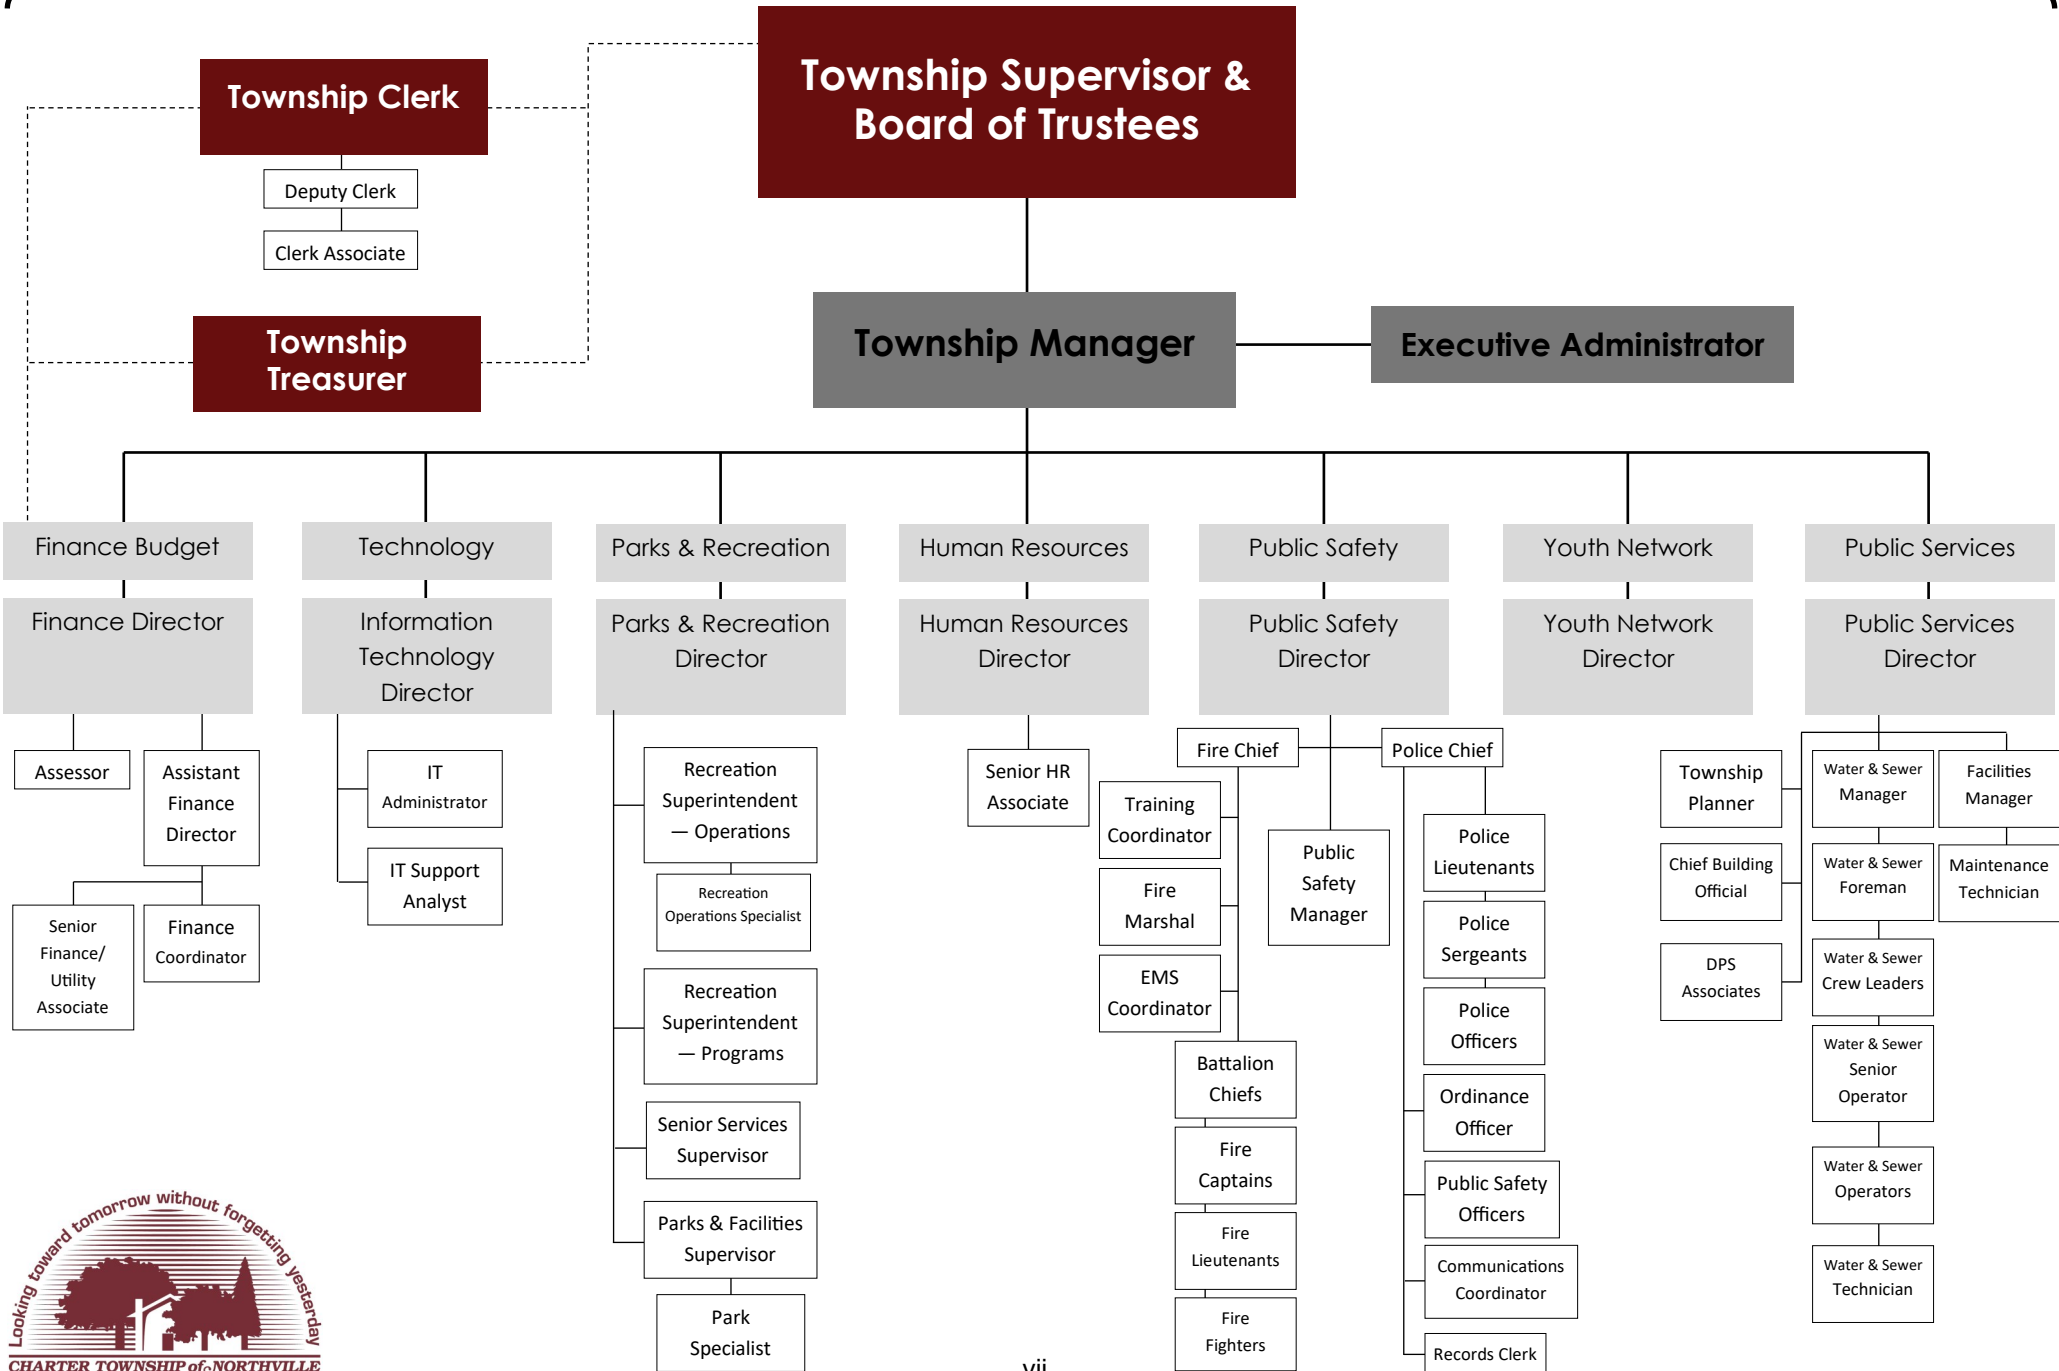 Township Supervisor &
Board of Trustees
Township Clerk
Deputy Clerk
Clerk Associate
Township
Treasurer
Township Manager
Executive Administrator
Finance Budget
Technology
Parks & Recreation
Human Resources
Public Safety
Youth Network
Public Services
Finance Director
Information
Technology
Director
Parks & Recreation
Director
Human Resources
Director
Public Safety
Director
Youth Network
Director
Public Services
Director
Assessor
Assistant
Finance
Director
Senior
Finance/
Utility
Associate
Finance
Coordinator
IT
Administrator
IT Support
Analyst
Recreation
Superintendent
— Operations
Recreation
Operations Specialist
Recreation
Superintendent
— Programs
Senior Services
Supervisor
Parks & Facilities
Supervisor
Park
Specialist
Senior HR
Associate
Fire Chief
Training
Coordinator
Fire
Marshal
EMS
Coordinator
Battalion
Chiefs
Fire
Captains
Fire
Lieutenants
Fire
Fighters
Public
Safety
Manager
Police Chief
Police
Lieutenants
Police
Sergeants
Police
Officers
Ordinance
Officer
Public Safety
Officers
Communications
Coordinator
Records Clerk
Township
Planner
Chief Building
Official
DPS
Associates
Water & Sewer
Manager
Water & Sewer
Foreman
Water & Sewer
Crew Leaders
Water & Sewer
Senior
Operator
Water & Sewer
Operators
Water & Sewer
Technician
Facilities
Manager
Maintenance
Technician
Looking toward tomorrow without forgetting yesterday
CHARTER TOWNSHIP of NORTHVILLE
vii